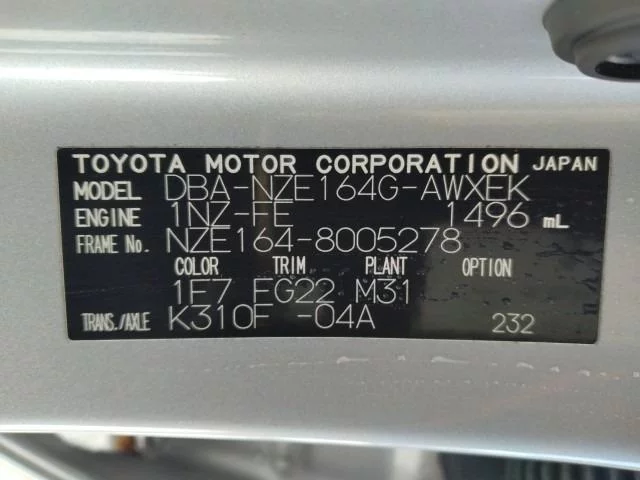 TOYOTA MOTOR CORPORATION JAPAN
MODEL DBA-NZE164G-AWXEK
ENGINE 1NZ-FE 1496 mL
FRAME No. NZE164-8005278
COLOR TRIM PLANT OPTION
1F7 FG22 M31
TRANS./AXLE K310F -04A 232